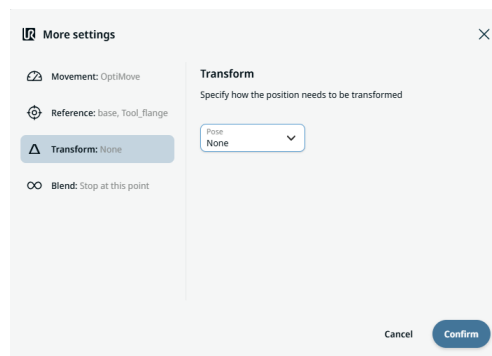 UR More settings
Movement: OptiMove
Reference: base, Tool_flange
Transform: None
Blend: Stop at this point
Transform
Specify how the position needs to be transformed
Pose
None
Cancel
Confirm